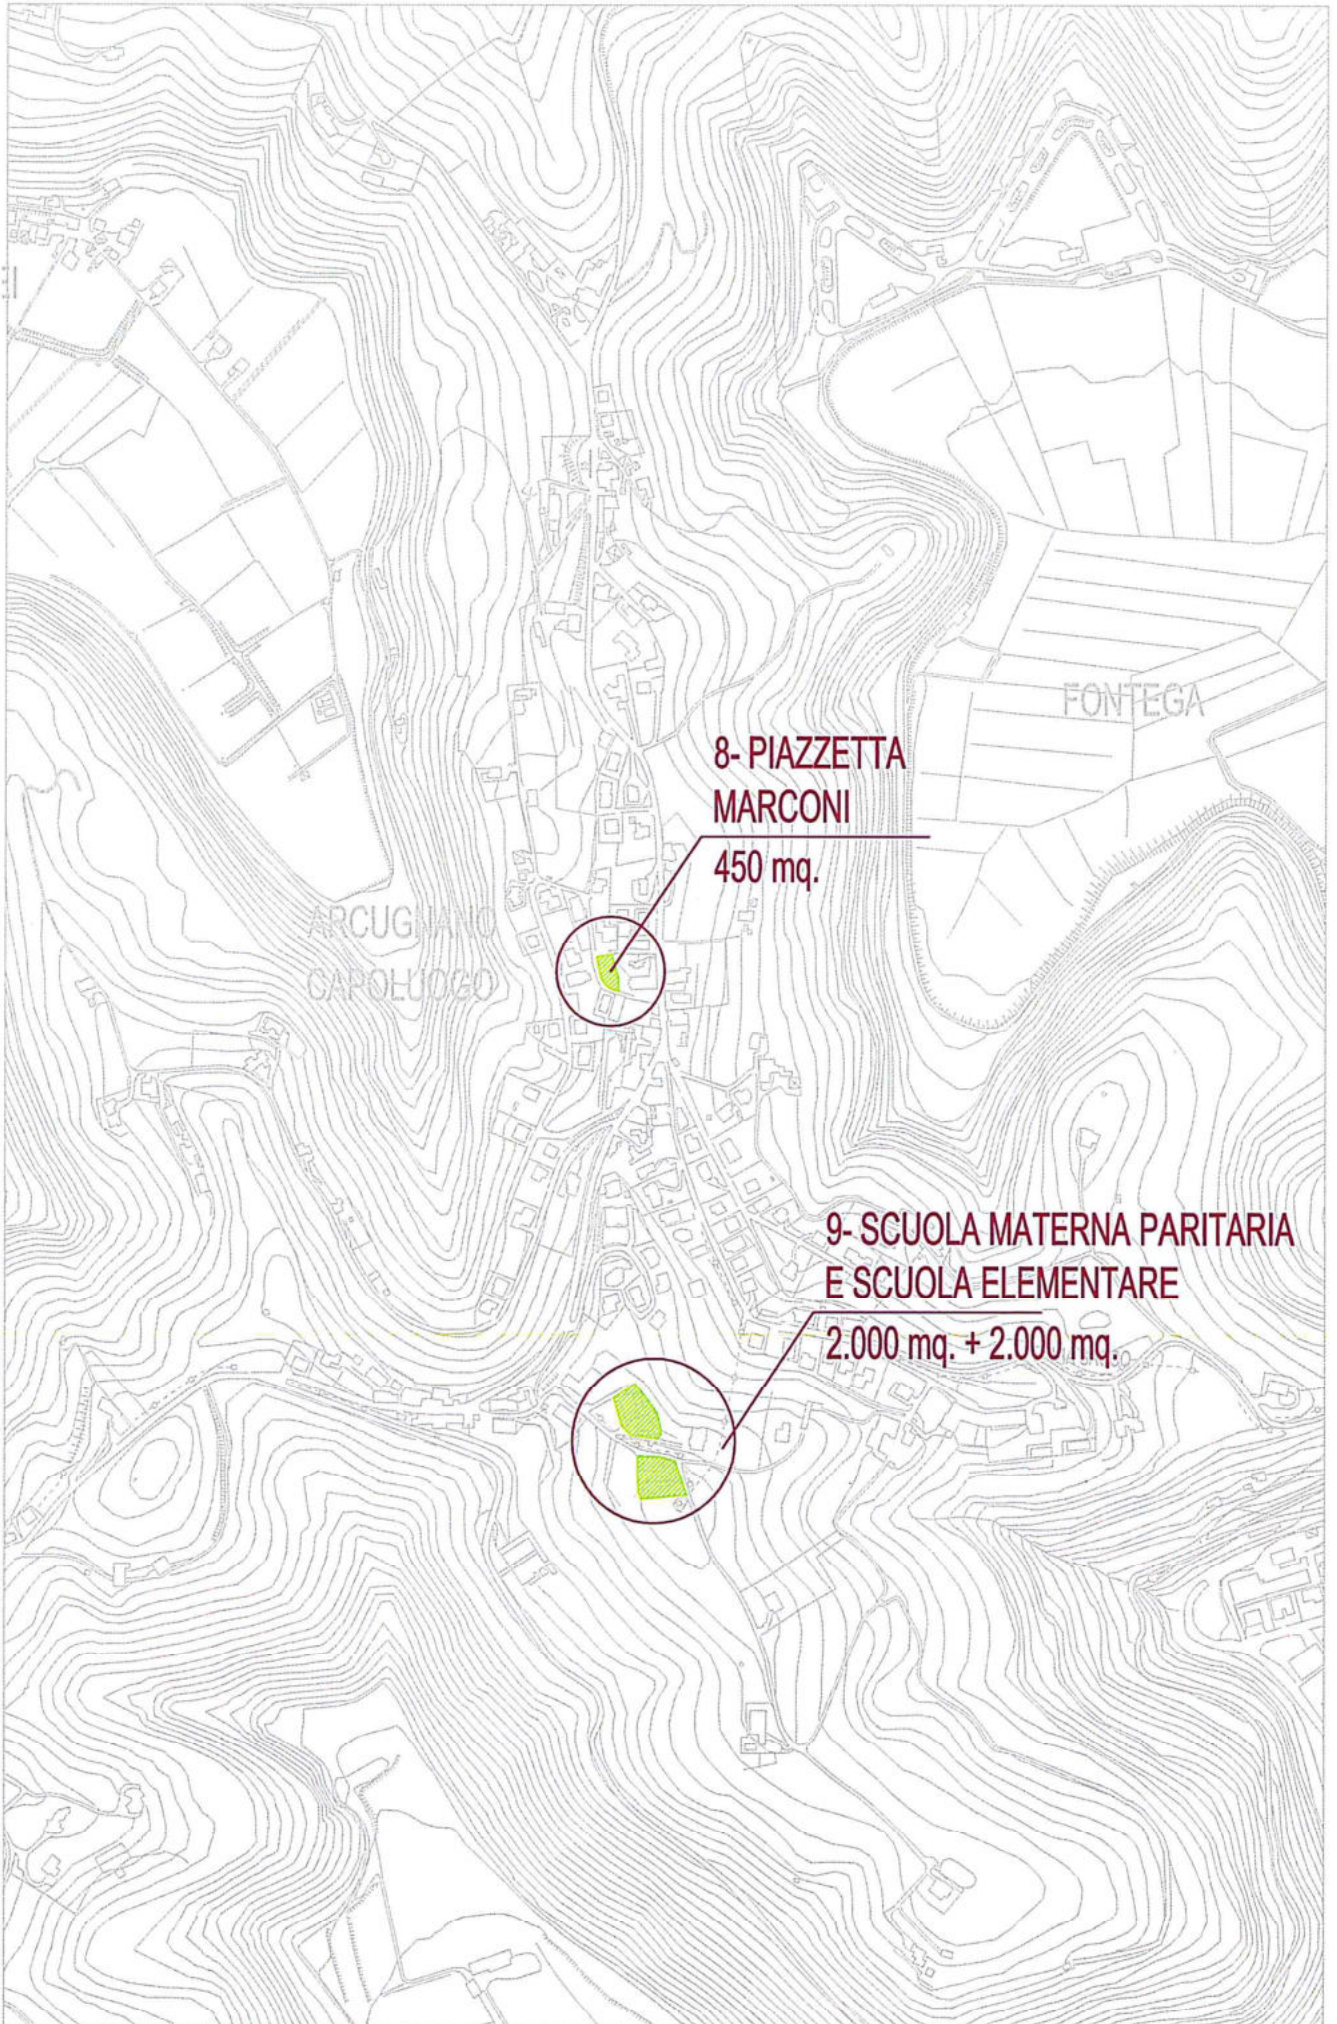 FONTEGA
8- PIAZZETTA
MARCONI
450 mq.
ARCUGNANO
CAPOLUOGO
9- SCUOLA MATERNA PARITARIA
E SCUOLA ELEMENTARE
2.000 mq. + 2.000 mq.